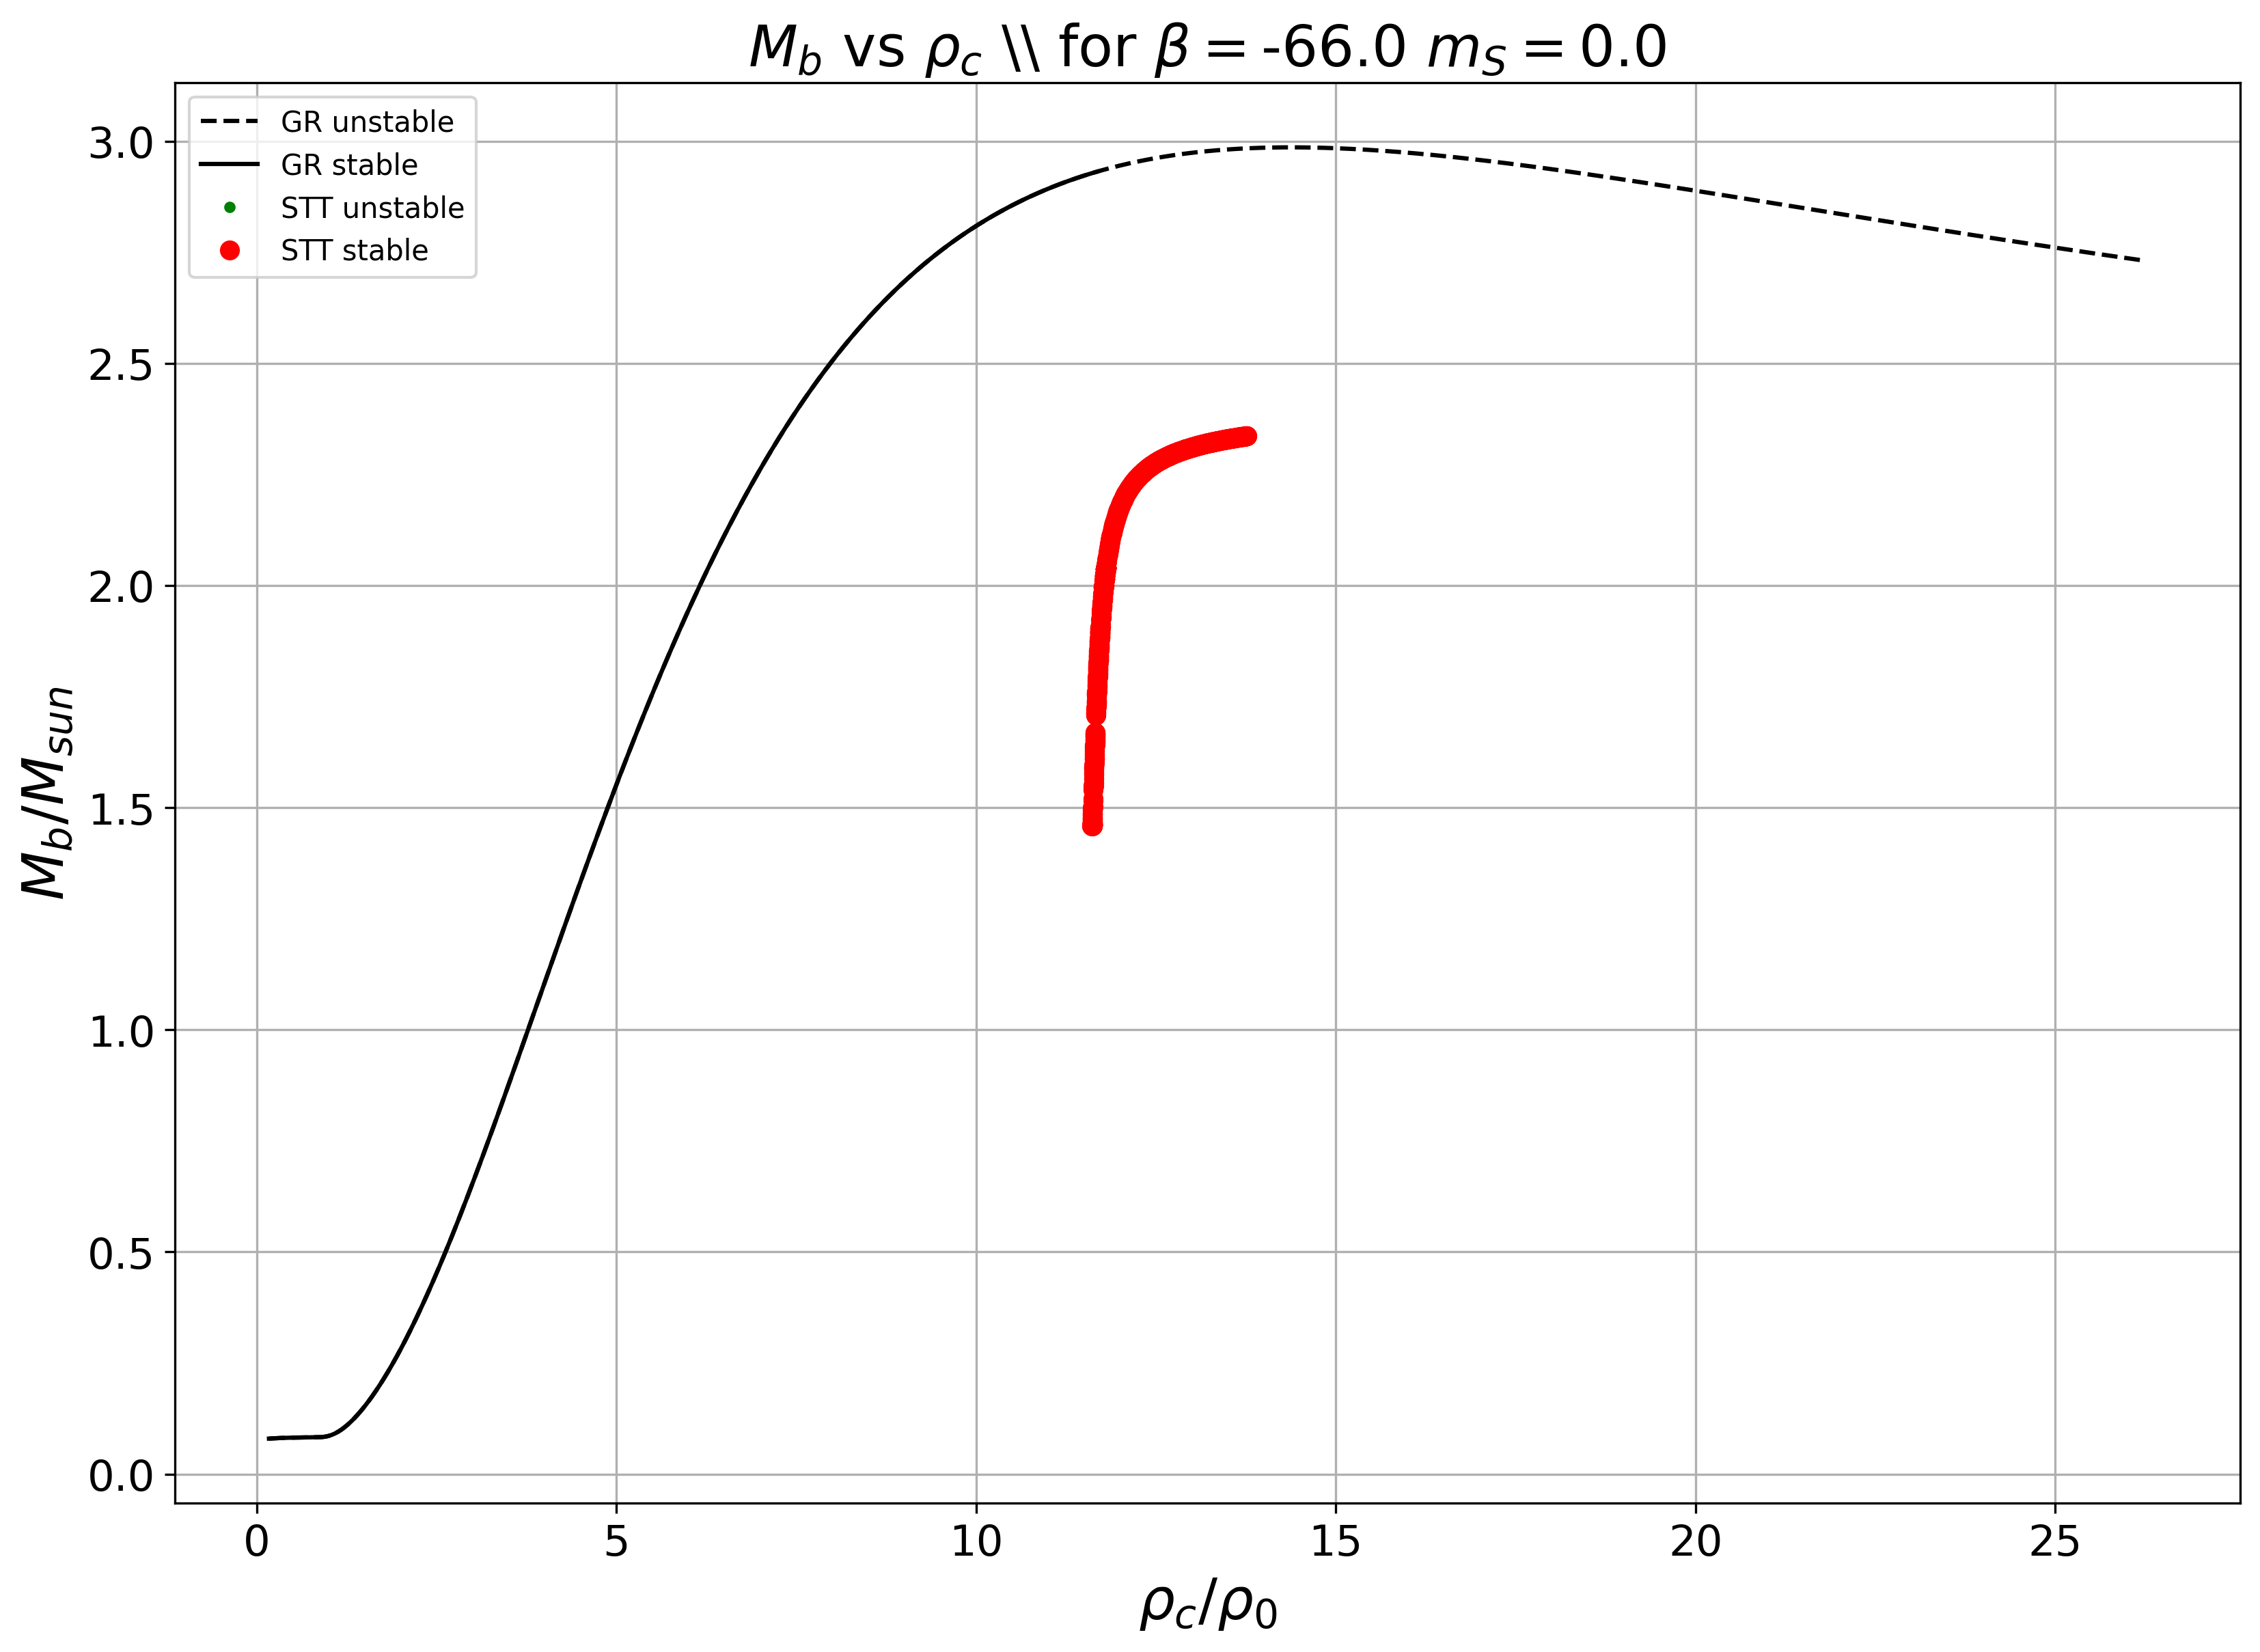 M_b vs ρ_c \\ for β = -66.0 m_S = 0.0
GR unstable
GR stable
STT unstable
STT stable
3.0
2.5
2.0
1.5
1.0
0.5
0.0
M_b/M_sun
0 5 10 15 20 25
ρ_c/ρ_0